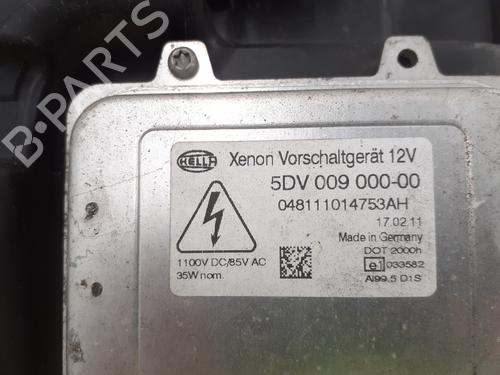 B-PARTS
HELLA
Xenon Vorschaltgerät 12V
5DV 009 000-00
048111014753AH
17.02.11
Made in Germany
DOT 2000h
1100V DC/85V AC
35W nom.
e1 033582
AI99.5 D1S